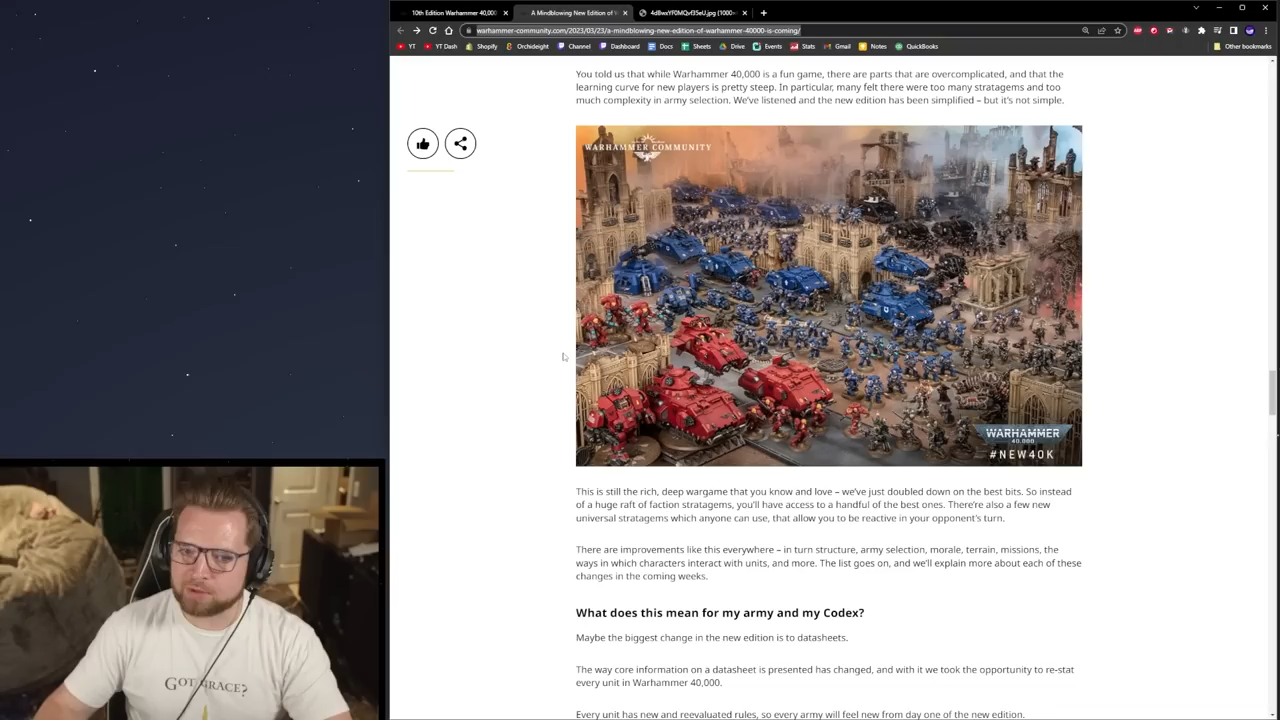 10th Edition Warhammer 40,000
A Mindblowing New Edition of
4dBwxYF0MQvf35eU.jpg (1000×
warhammer-community.com/2023/03/23/a-mindblowing-new-edition-of-warhammer-40000-is-coming/
YT YT Dash Shopify Orchideight Channel Dashboard Docs Sheets Drive Events Stats Gmail Notes QuickBooks Other bookmarks
You told us that while Warhammer 40,000 is a fun game, there are parts that are overcomplicated, and that the
learning curve for new players is pretty steep. In particular, many felt there were too many stratagems and too
much complexity in army selection. We've listened and the new edition has been simplified – but it's not simple.
WARHAMMER COMMUNITY
WARHAMMER
40,000
#NEW40K
This is still the rich, deep wargame that you know and love – we've just doubled down on the best bits. So instead
of a huge raft of faction stratagems, you'll have access to a handful of the best ones. There're also a few new
universal stratagems which anyone can use, that allow you to be reactive in your opponent's turn.
There are improvements like this everywhere – in turn structure, army selection, morale, terrain, missions, the
ways in which characters interact with units, and more. The list goes on, and we'll explain more about each of these
changes in the coming weeks.
What does this mean for my army and my Codex?
Maybe the biggest change in the new edition is to datasheets.
The way core information on a datasheet is presented has changed, and with it we took the opportunity to re-stat
every unit in Warhammer 40,000.
Every unit has new and reevaluated rules, so every army will feel new from day one of the new edition.
GOT GRACE?